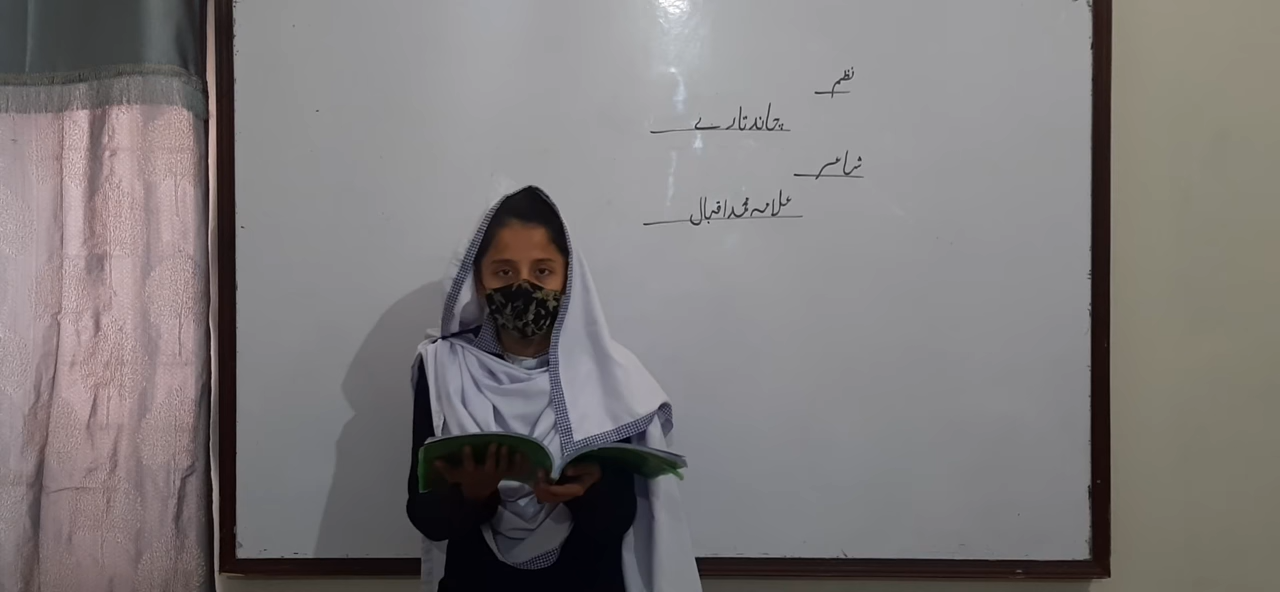 نظم
چاند تارے
شاعر
علامہ محمد اقبال